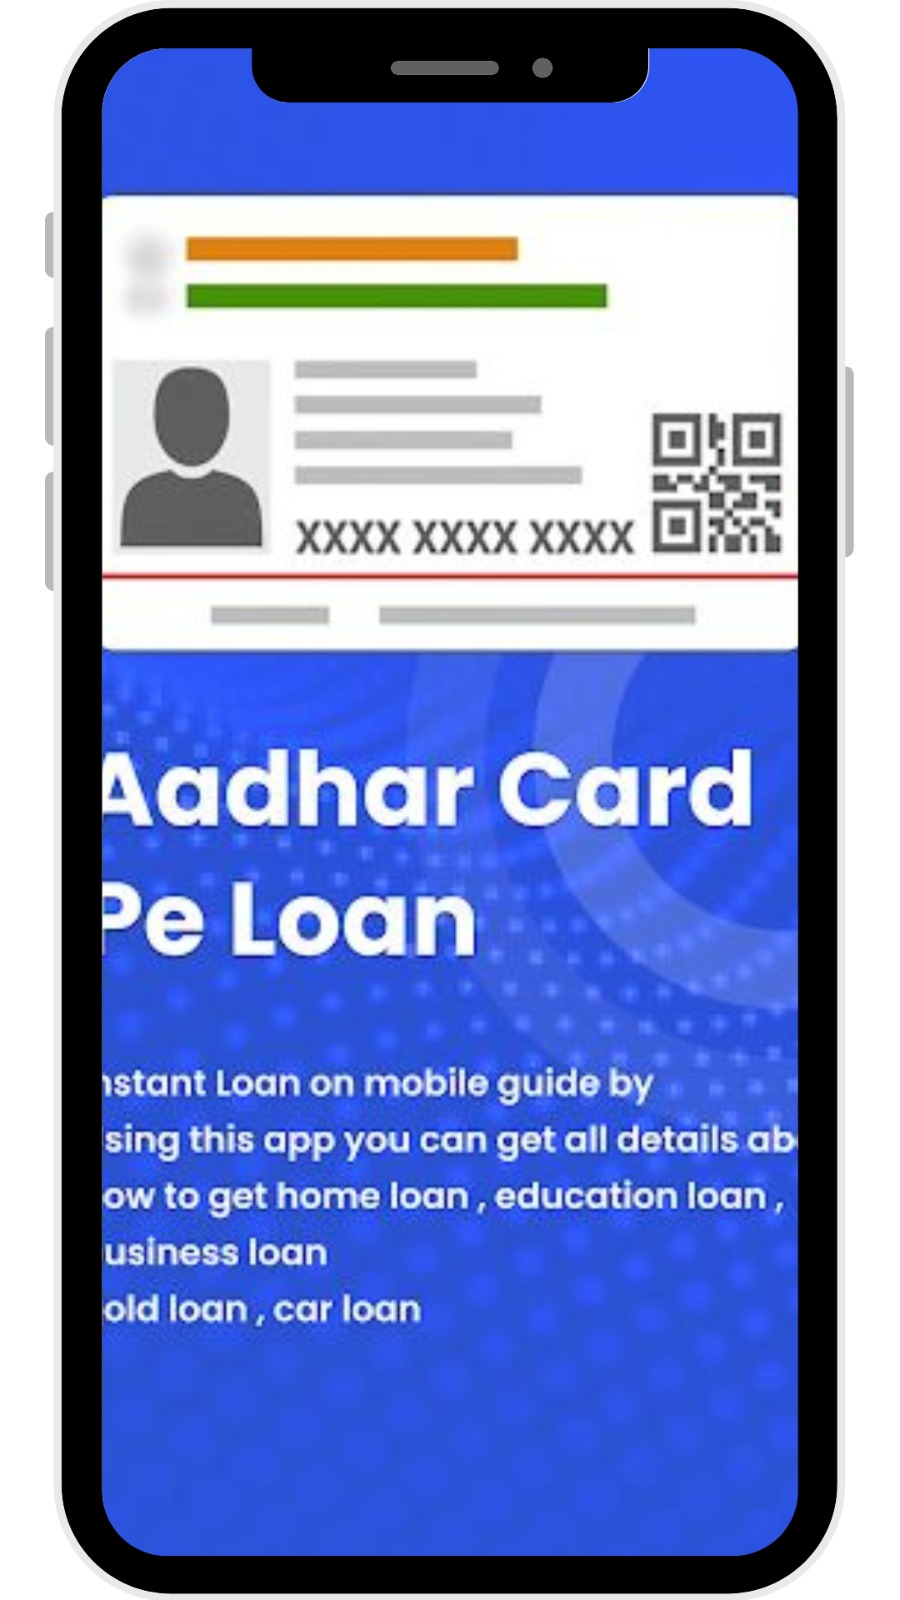 XXXX XXXX XXXX
Aadhar Card
Pe Loan
nstant Loan on mobile guide by
sing this app you can get all details ab
ow to get home loan , education loan ,
usiness loan
old loan , car loan